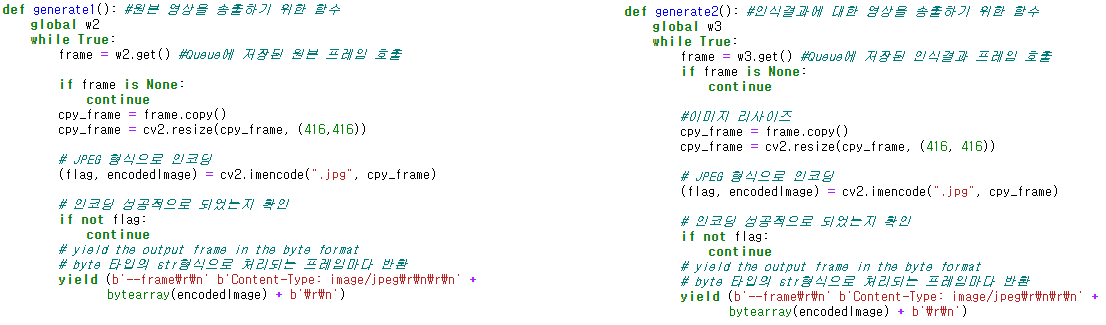 def generate1(): #원본 영상을 송출하기 위한 함수
global w2
while True:
frame = w2.get() #Queue에 저장된 원본 프레임 호출
if frame is None:
continue
cpy_frame = frame.copy()
cpy_frame = cv2.resize(cpy_frame, (416,416))
# JPEG 형식으로 인코딩
(flag, encodedImage) = cv2.imencode(".jpg", cpy_frame)
# 인코딩 성공적으로 되었는지 확인
if not flag:
continue
# yield the output frame in the byte format
# byte 타입의 str형식으로 처리되는 프레임마다 반환
yield (b'--frame₩r₩n' b'Content-Type: image/jpeg₩r₩n₩r₩n' +
bytearray(encodedImage) + b'₩r₩n')
def generate2(): #인식결과에 대한 영상을 송출하기 위한 함수
global w3
while True:
frame = w3.get() #Queue에 저장된 인식결과 프레임 호출
if frame is None:
continue
#이미지 리사이즈
cpy_frame = frame.copy()
cpy_frame = cv2.resize(cpy_frame, (416, 416))
# JPEG 형식으로 인코딩
(flag, encodedImage) = cv2.imencode(".jpg", cpy_frame)
# 인코딩 성공적으로 되었는지 확인
if not flag:
continue
# yield the output frame in the byte format
# byte 타입의 str형식으로 처리되는 프레임마다 반환
yield (b'--frame₩r₩n' b'Content-Type: image/jpeg₩r₩n₩r₩n' +
bytearray(encodedImage) + b'₩r₩n')